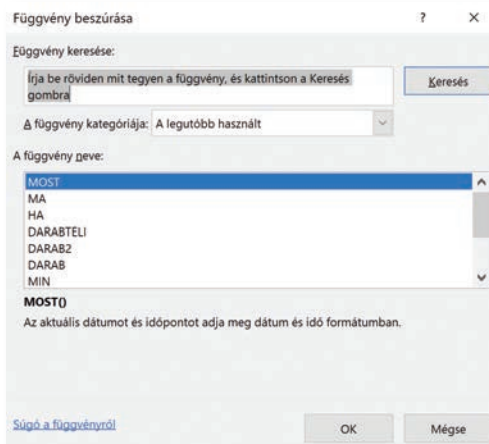 Függvény beszúrása ? ×
Függvény keresése:
Írja be röviden mit tegyen a függvény, és kattintson a Keresés
gombra
Keresés
A függvény kategóriája: A legutóbb használt
A függvény neve:
MOST
MA
HA
DARABTELI
DARAB2
DARAB
MIN
MOST()
Az aktuális dátumot és időpontot adja meg dátum és idő formátumban.
Súgó a függvényről
OK
Mégse